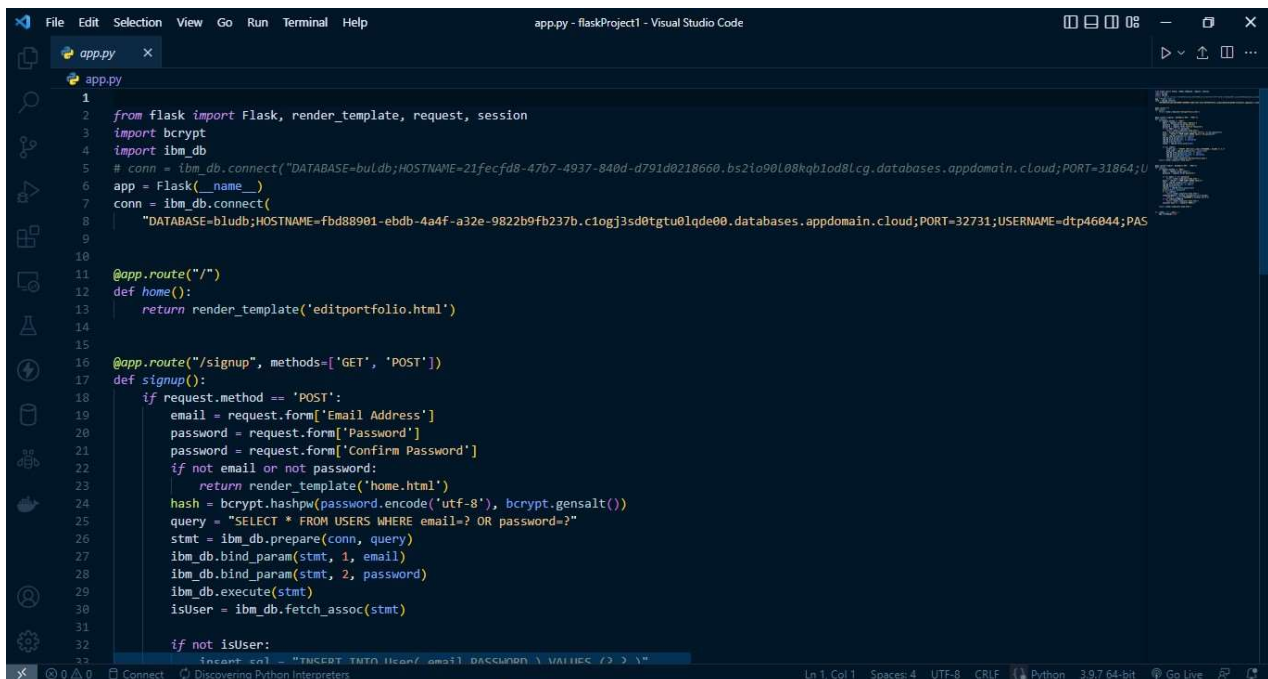 File Edit Selection View Go Run Terminal Help app.py - flaskProject1 - Visual Studio Code
app.py
app.py
1
2 from flask import Flask, render_template, request, session
3 import bcrypt
4 import ibm_db
5 # conn = ibm_db.connect("DATABASE=buldb;HOSTNAME=21fecfd8-47b7-4937-840d-d791d0218660.bs2io90l08kqb1od8lcg.databases.appdomain.cloud;PORT=31864;U
6 app = Flask(__name__)
7 conn = ibm_db.connect(
8 "DATABASE=bludb;HOSTNAME=fbd88901-ebdb-4a4f-a32e-9822b9fb237b.c1ogj3sd0tgtu0lqde00.databases.appdomain.cloud;PORT=32731;USERNAME=dtp46044;PAS
9
10
11 @app.route("/")
12 def home():
13 return render_template('editportfolio.html')
14
15
16 @app.route("/signup", methods=['GET', 'POST'])
17 def signup():
18 if request.method == 'POST':
19 email = request.form['Email Address']
20 password = request.form['Password']
21 password = request.form['Confirm Password']
22 if not email or not password:
23 return render_template('home.html')
24 hash = bcrypt.hashpw(password.encode('utf-8'), bcrypt.gensalt())
25 query = "SELECT * FROM USERS WHERE email=? OR password=?"
26 stmt = ibm_db.prepare(conn, query)
27 ibm_db.bind_param(stmt, 1, email)
28 ibm_db.bind_param(stmt, 2, password)
29 ibm_db.execute(stmt)
30 isUser = ibm_db.fetch_assoc(stmt)
31
32 if not isUser:
33 insert_sql = "INSERT INTO User( email,PASSWORD ) VALUES (?,?)"
0 0 Connect Discovering Python Interpreters Ln 1, Col 1 Spaces: 4 UTF-8 CRLF Python 3.9.7 64-bit Go Live